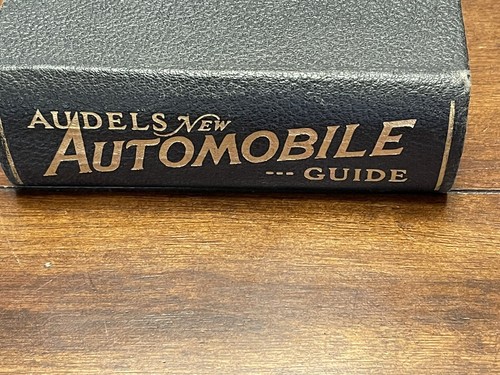 AUDELS NEW
AUTOMOBILE
--- GUIDE